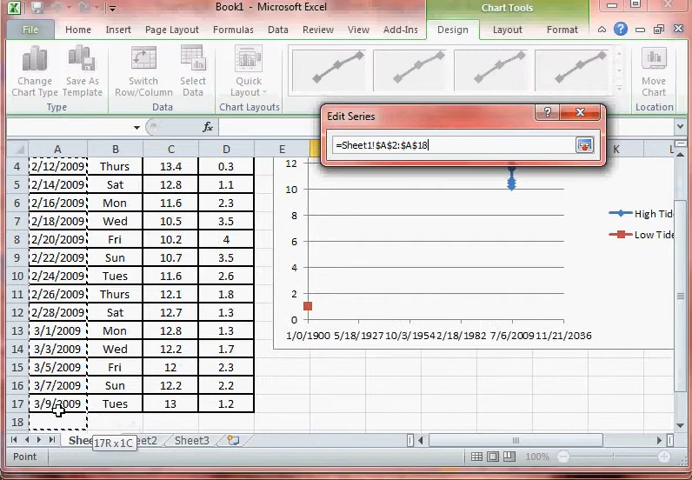 Book1 - Microsoft Excel
Chart Tools
File Home Insert Page Layout Formulas Data Review View Add-Ins Design Layout Format
Change Chart Type
Save As Template
Switch Row/Column
Select Data
Quick Layout
Move Chart
Type Data Chart Layouts Location
Edit Series
=Sheet1!$A$2:$A$18
fx
A B C D E K L
4 2/12/2009 Thurs 13.4 0.3
5 2/14/2009 Sat 12.8 1.1
6 2/16/2009 Mon 11.6 2.3
7 2/18/2009 Wed 10.5 3.5
8 2/20/2009 Fri 10.2 4
9 2/22/2009 Sun 10.7 3.5
10 2/24/2009 Tues 11.6 2.6
11 2/26/2009 Thurs 12.1 1.8
12 2/28/2009 Sat 12.7 1.3
13 3/1/2009 Mon 12.8 1.3
14 3/3/2009 Wed 12.2 1.7
15 3/5/2009 Fri 12 2.3
16 3/7/2009 Sun 12.2 2.2
17 3/9/2009 Tues 13 1.2
18
12
10
8
6
4
2
0
1/0/1900 5/18/1927 10/3/1954 2/18/1982 7/6/2009 11/21/2036
High Tide
Low Tide
17R x 1C
Sheet3
Point
100%